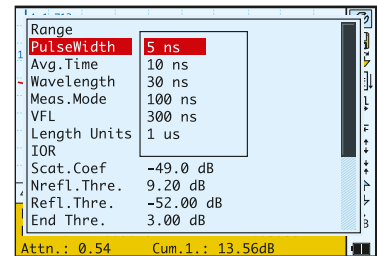 Range
PulseWidth 5 ns
Avg.Time 10 ns
Wavelength 30 ns
Meas.Mode 100 ns
VFL 300 ns
Length Units 1 us
IOR
Scat.Coef -49.0 dB
Nrefl.Thre. 9.20 dB
Refl.Thre. -52.00 dB
End Thre. 3.00 dB
Attn.: 0.54 Cum.1.: 13.56dB